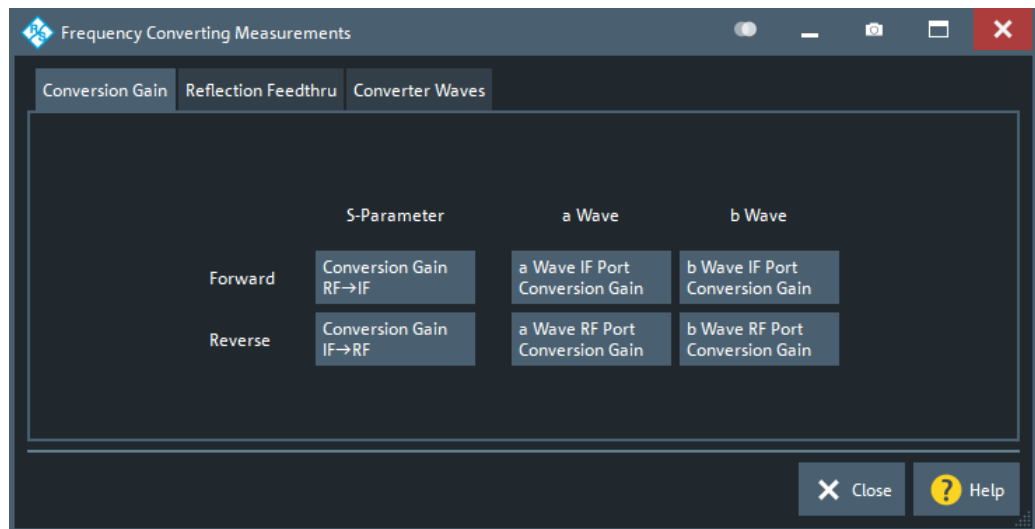 R&S Frequency Converting Measurements
Conversion Gain Reflection Feedthru Converter Waves
S-Parameter a Wave b Wave
Forward
Conversion Gain
RF→IF
a Wave IF Port
Conversion Gain
b Wave IF Port
Conversion Gain
Reverse
Conversion Gain
IF→RF
a Wave RF Port
Conversion Gain
b Wave RF Port
Conversion Gain
Close
? Help